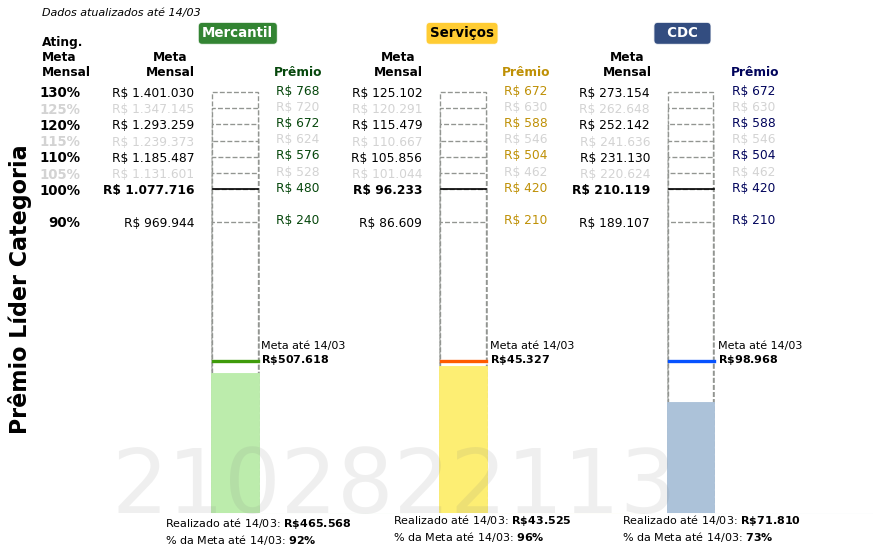 Dados atualizados até 14/03
Mercantil Serviços CDC
Ating. Meta Mensal Meta Mensal Prêmio Meta Mensal Prêmio Meta Mensal Prêmio
130% R$ 1.401.030 R$ 768 R$ 125.102 R$ 672 R$ 273.154 R$ 672
125% R$ 1.347.145 R$ 720 R$ 120.291 R$ 630 R$ 262.648 R$ 630
120% R$ 1.293.259 R$ 672 R$ 115.479 R$ 588 R$ 252.142 R$ 588
115% R$ 1.239.373 R$ 624 R$ 110.667 R$ 546 R$ 241.636 R$ 546
110% R$ 1.185.487 R$ 576 R$ 105.856 R$ 504 R$ 231.130 R$ 504
105% R$ 1.131.601 R$ 528 R$ 101.044 R$ 462 R$ 220.624 R$ 462
100% R$ 1.077.716 R$ 480 R$ 96.233 R$ 420 R$ 210.119 R$ 420
90% R$ 969.944 R$ 240 R$ 86.609 R$ 210 R$ 189.107 R$ 210
Prêmio Líder Categoria
Meta até 14/03 Meta até 14/03 Meta até 14/03
R$507.618 R$45.327 R$98.968
2102822113
Realizado até 14/03: R$465.568 Realizado até 14/03: R$43.525 Realizado até 14/03: R$71.810
% da Meta até 14/03: 92% % da Meta até 14/03: 96% % da Meta até 14/03: 73%